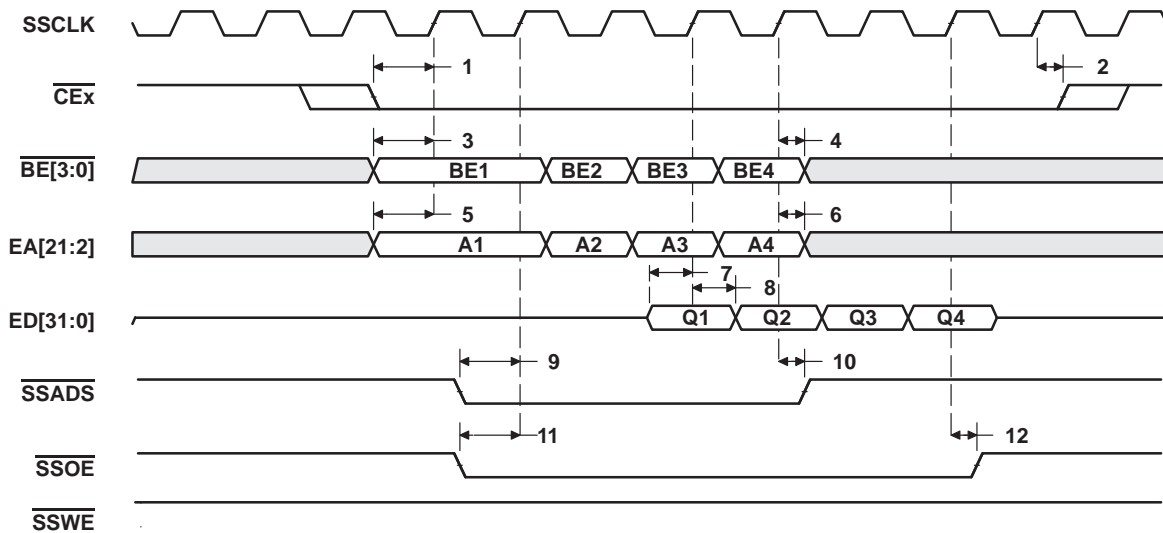 SSCLK
1 2
CEx
3 4
BE[3:0] BE1 BE2 BE3 BE4
5 6
EA[21:2] A1 A2 A3 A4
7 8
ED[31:0] Q1 Q2 Q3 Q4
9 10
SSADS
11 12
SSOE
SSWE